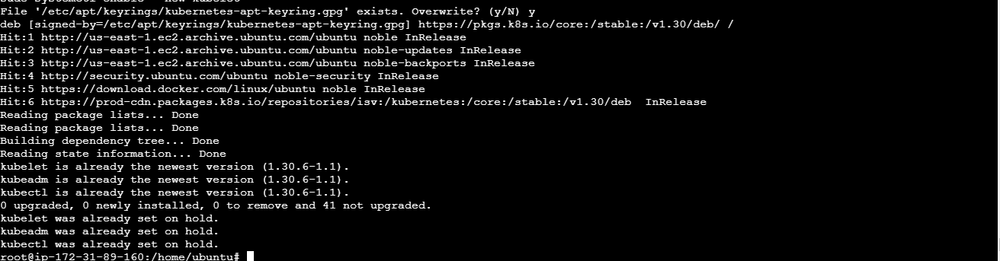 File '/etc/apt/keyrings/kubernetes-apt-keyring.gpg' exists. Overwrite? (y/N) y
deb [signed-by=/etc/apt/keyrings/kubernetes-apt-keyring.gpg] https://pkgs.k8s.io/core:/stable:/v1.30/deb/ /
Hit:1 http://us-east-1.ec2.archive.ubuntu.com/ubuntu noble InRelease
Hit:2 http://us-east-1.ec2.archive.ubuntu.com/ubuntu noble-updates InRelease
Hit:3 http://us-east-1.ec2.archive.ubuntu.com/ubuntu noble-backports InRelease
Hit:4 http://security.ubuntu.com/ubuntu noble-security InRelease
Hit:5 https://download.docker.com/linux/ubuntu noble InRelease
Hit:6 https://prod-cdn.packages.k8s.io/repositories/isv:/kubernetes:/core:/stable:/v1.30/deb  InRelease
Reading package lists... Done
Reading package lists... Done
Building dependency tree... Done
Reading state information... Done
kubelet is already the newest version (1.30.6-1.1).
kubeadm is already the newest version (1.30.6-1.1).
kubectl is already the newest version (1.30.6-1.1).
0 upgraded, 0 newly installed, 0 to remove and 41 not upgraded.
kubelet was already set on hold.
kubeadm was already set on hold.
kubectl was already set on hold.
root@ip-172-31-89-160:/home/ubuntu#